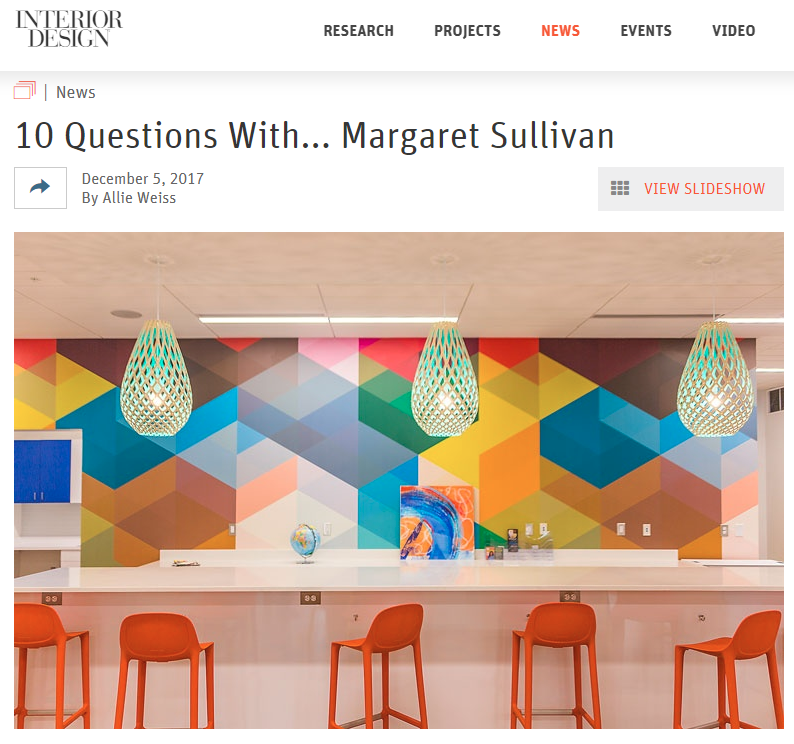 INTERIOR
DESIGN
RESEARCH PROJECTS NEWS EVENTS VIDEO
| News
10 Questions With... Margaret Sullivan
December 5, 2017
By Allie Weiss
VIEW SLIDESHOW